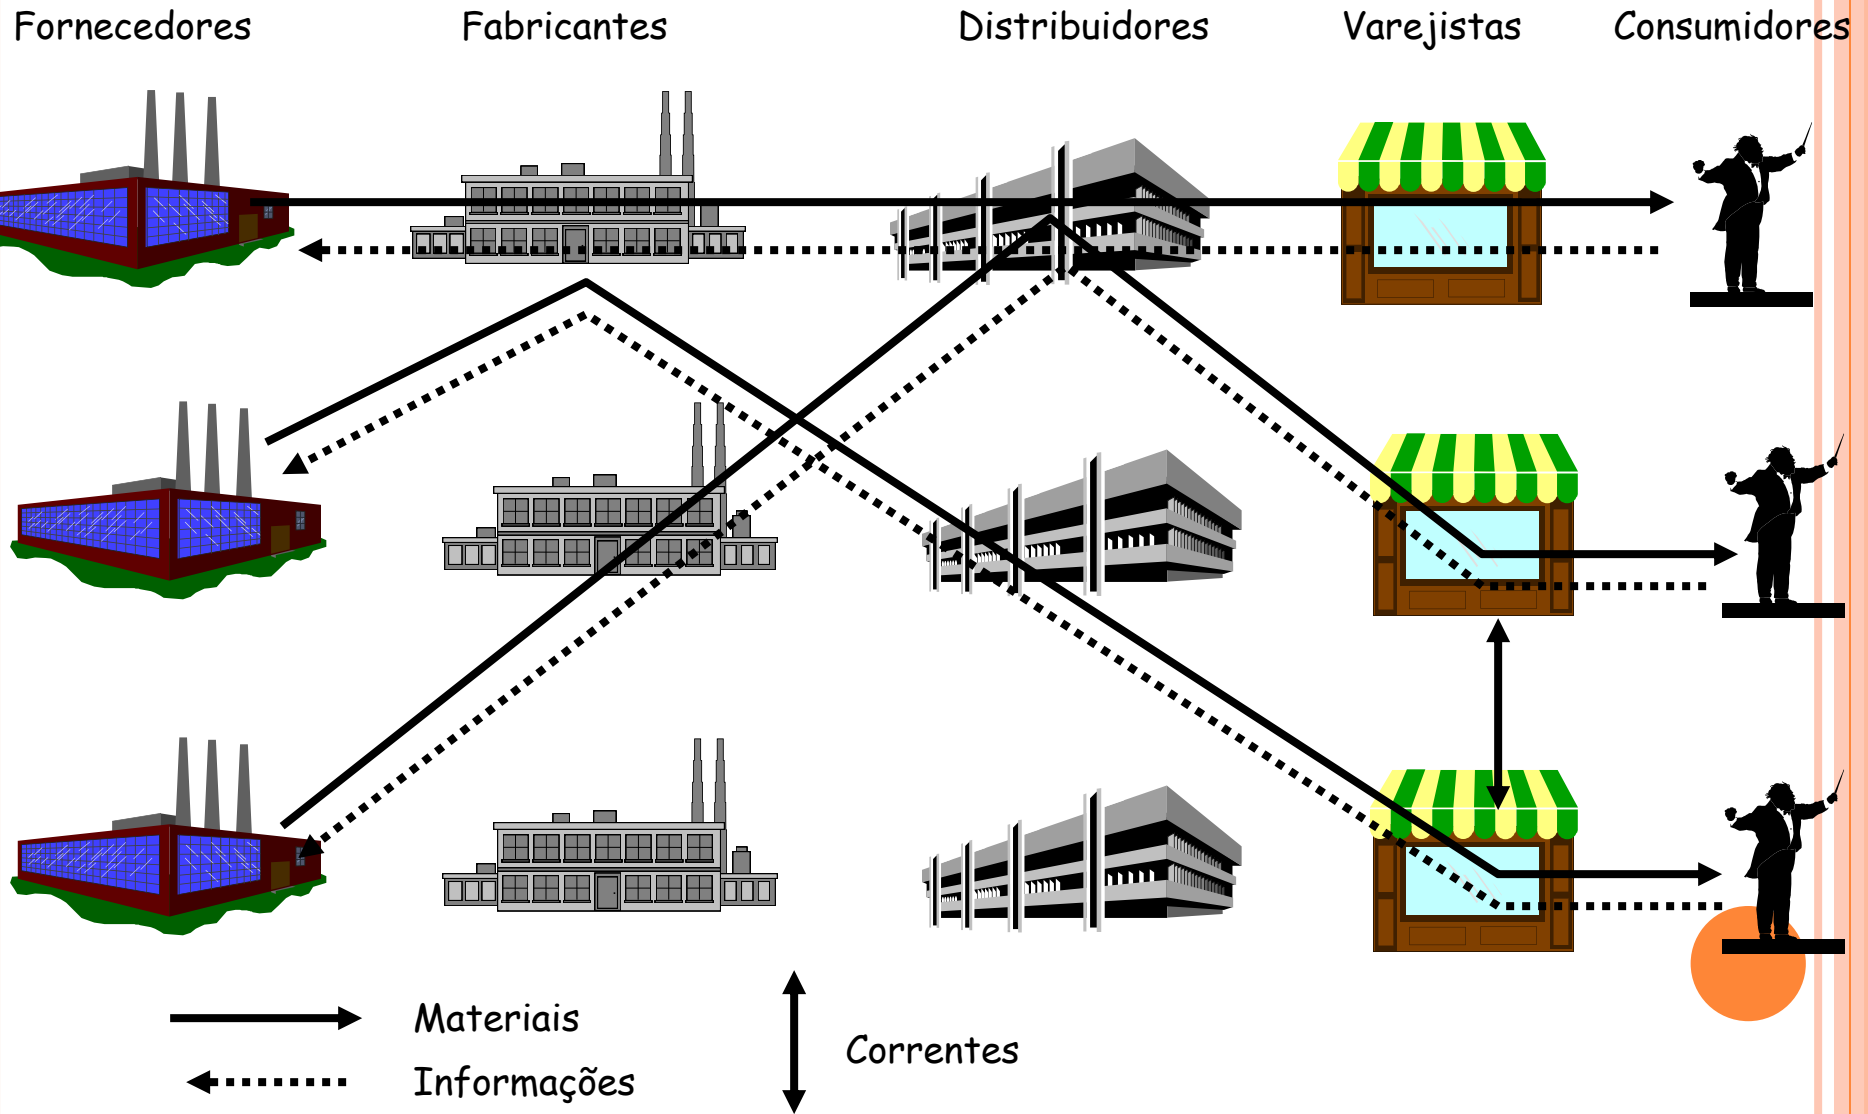 Fornecedores
Fabricantes
Distribuidores
Varejistas
Consumidores
Materiais
Correntes
Informações